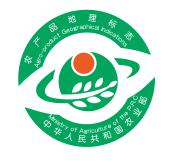 农产品地理标志
Agro-product Geographical Indications
Ministry of Agriculture of the P.R.C
中华人民共和国农业部